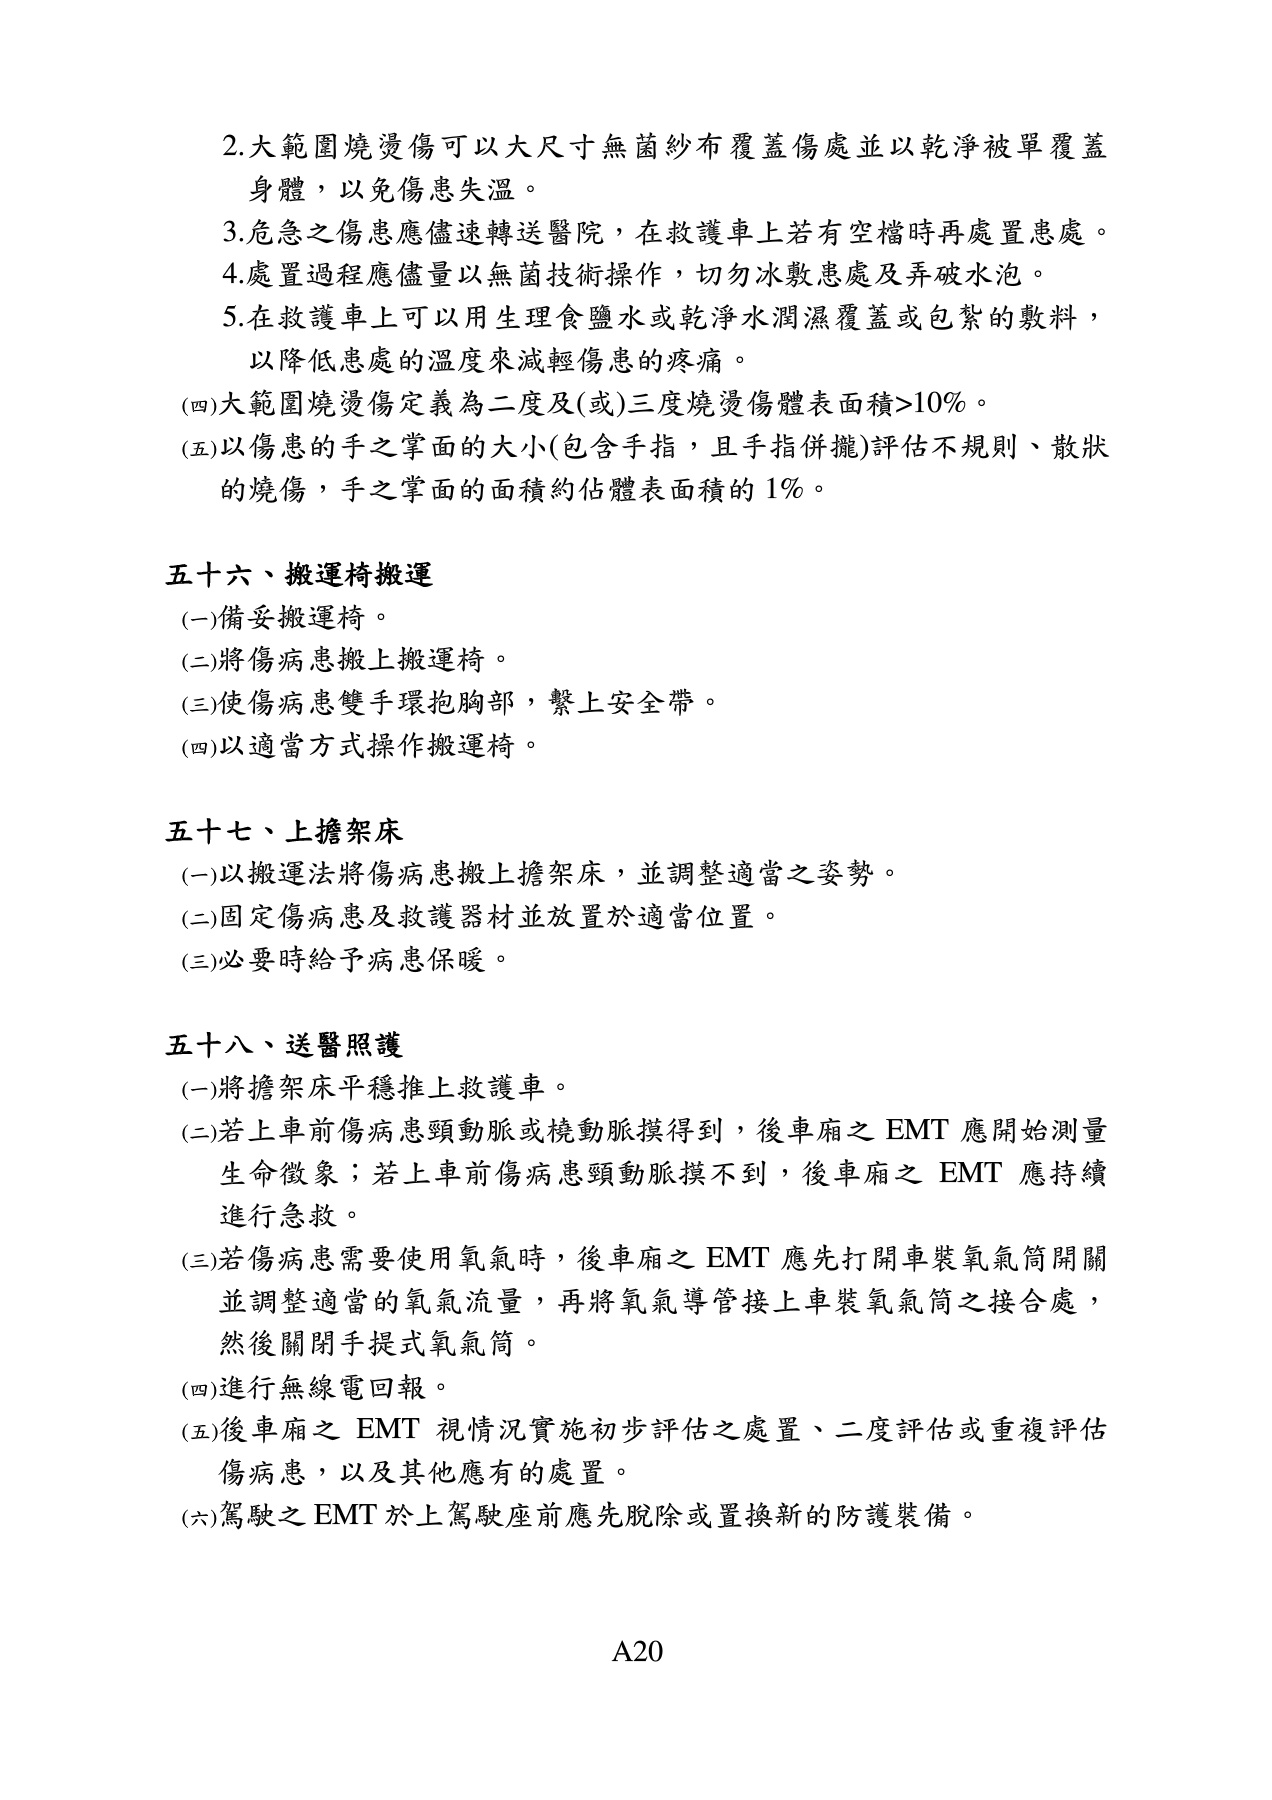 2.大範圍燒燙傷可以大尺寸無菌紗布覆蓋傷處並以乾淨被單覆蓋
身體，以免傷患失溫。
3.危急之傷患應儘速轉送醫院，在救護車上若有空檔時再處置患處。
4.處置過程應儘量以無菌技術操作，切勿冰敷患處及弄破水泡。
5.在救護車上可以用生理食鹽水或乾淨水潤濕覆蓋或包紮的敷料，
以降低患處的溫度來減輕傷患的疼痛。
(四)大範圍燒燙傷定義為二度及(或)三度燒燙傷體表面積>10%。
(五)以傷患的手之掌面的大小(包含手指，且手指併攏)評估不規則、散狀
的燒傷，手之掌面的面積約佔體表面積的 1%。
五十六、搬運椅搬運
(一)備妥搬運椅。
(二)將傷病患搬上搬運椅。
(三)使傷病患雙手環抱胸部，繫上安全帶。
(四)以適當方式操作搬運椅。
五十七、上擔架床
(一)以搬運法將傷病患搬上擔架床，並調整適當之姿勢。
(二)固定傷病患及救護器材並放置於適當位置。
(三)必要時給予病患保暖。
五十八、送醫照護
(一)將擔架床平穩推上救護車。
(二)若上車前傷病患頸動脈或橈動脈摸得到，後車廂之 EMT 應開始測量
生命徵象；若上車前傷病患頸動脈摸不到，後車廂之 EMT 應持續
進行急救。
(三)若傷病患需要使用氧氣時，後車廂之 EMT 應先打開車裝氧氣筒開關
並調整適當的氧氣流量，再將氧氣導管接上車裝氧氣筒之接合處，
然後關閉手提式氧氣筒。
(四)進行無線電回報。
(五)後車廂之 EMT 視情況實施初步評估之處置、二度評估或重複評估
傷病患，以及其他應有的處置。
(六)駕駛之 EMT 於上駕駛座前應先脫除或置換新的防護裝備。
A20